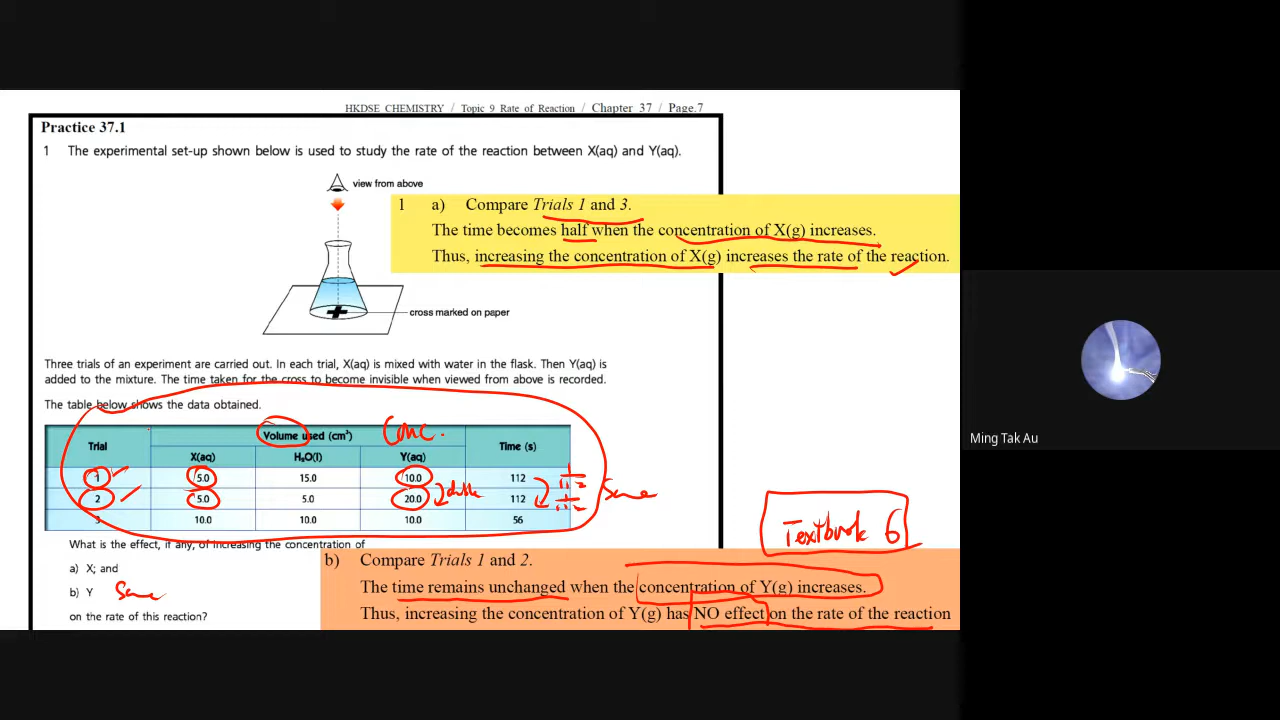 HKDSE CHEMISTRY / Topic 9 Rate of Reaction / Chapter 37 / Page.7
Practice 37.1
1 The experimental set-up shown below is used to study the rate of the reaction between X(aq) and Y(aq).
view from above
1 a) Compare Trials 1 and 3.
The time becomes half when the concentration of X(g) increases.
Thus, increasing the concentration of X(g) increases the rate of the reaction.
cross marked on paper
Three trials of an experiment are carried out. In each trial, X(aq) is mixed with water in the flask. Then Y(aq) is
added to the mixture. The time taken for the cross to become invisible when viewed from above is recorded.
The table below shows the data obtained.
Trial Volume used (cm³) Conc. Time (s)
X(aq) H₂O(l) Y(aq)
1 5.0 15.0 10.0 112
2 5.0 5.0 20.0 112
3 10.0 10.0 10.0 56
double
1/112
1/112
Same
Textbook 6
What is the effect, if any, of increasing the concentration of
a) X; and
b) Y Same
on the rate of this reaction?
b) Compare Trials 1 and 2.
The time remains unchanged when the concentration of Y(g) increases.
Thus, increasing the concentration of Y(g) has NO effect on the rate of the reaction
Ming Tak Au